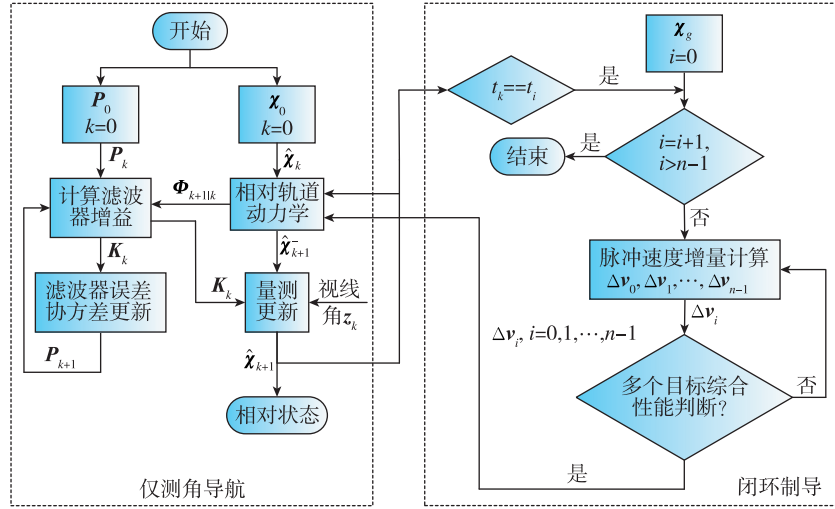 开始
P₀
k=0
χ₀
k=0
Pₖ
χ̂ₖ
计算滤波
器增益
Φₖ₊₁|ₖ
相对轨道
动力学
Kₖ
χ̂⁻ₖ₊₁
Kₖ
滤波器误差
协方差更新
量测
更新
视线
角zₖ
Pₖ₊₁
χ̂ₖ₊₁
相对状态
仅测角导航
χg
i=0
tₖ==tᵢ
是
i=i+1,
i>n-1
是
结束
否
脉冲速度增量计算
Δv₀,Δv₁,…,Δvₙ₋₁
Δvᵢ
Δvᵢ, i=0,1,…,n-1
多个目标综合
性能判断?
否
是
闭环制导